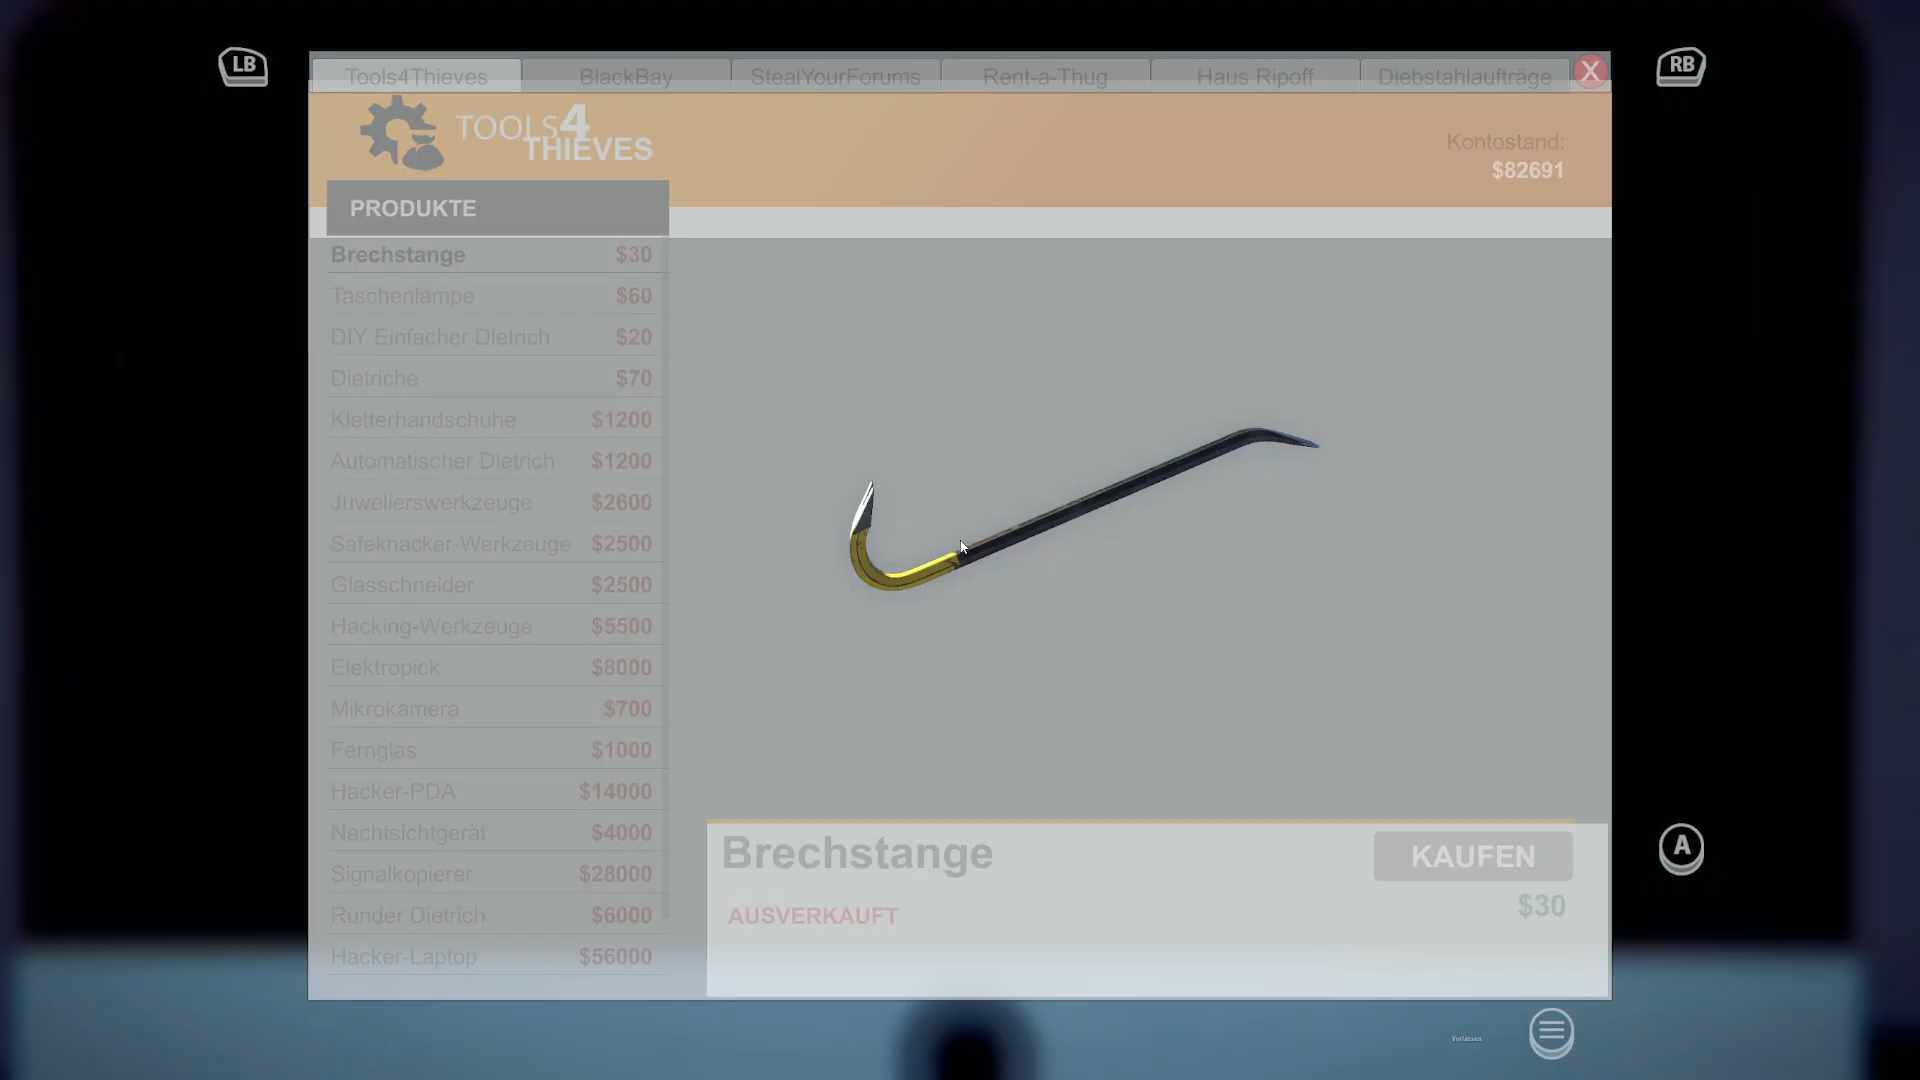 LB
RB
Tools4Thieves
BlackBay
StealYourForums
Rent-a-Thug
Haus Ripoff
Diebstahlaufträge
X
TOOLS4
THIEVES
Kontostand:
$82691
PRODUKTE
Brechstange $30
Taschenlampe $60
DIY Einfacher Dietrich $20
Dietriche $70
Kletterhandschuhe $1200
Automatischer Dietrich $1200
Juwelierswerkzeuge $2600
Safeknacker-Werkzeuge $2500
Glasschneider $2500
Hacking-Werkzeuge $5500
Elektropick $8000
Mikrokamera $700
Fernglas $1000
Hacker-PDA $14000
Nachtsichtgerät $4000
Signalkopierer $28000
Runder Dietrich $6000
Hacker-Laptop $56000
Brechstange
KAUFEN
A
AUSVERKAUFT
$30
Verlassen